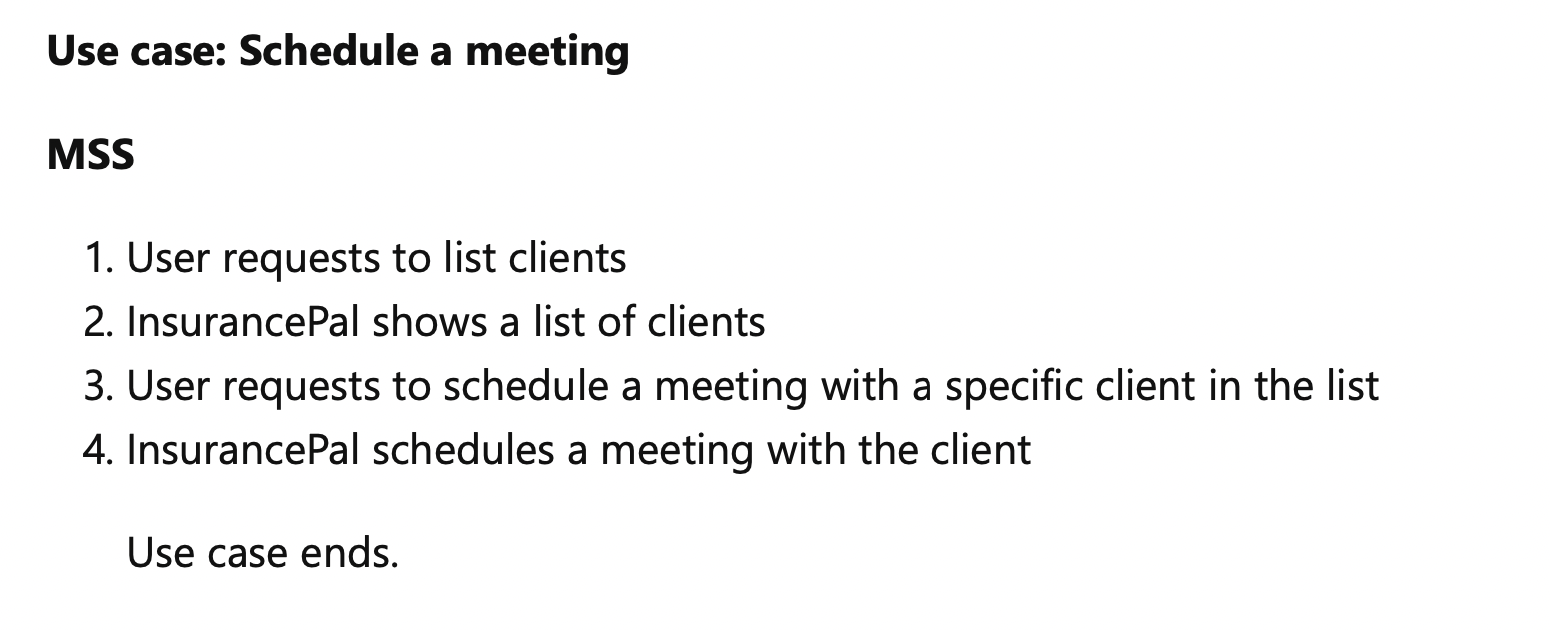 Use case: Schedule a meeting
MSS
1. User requests to list clients
2. InsurancePal shows a list of clients
3. User requests to schedule a meeting with a specific client in the list
4. InsurancePal schedules a meeting with the client
Use case ends.